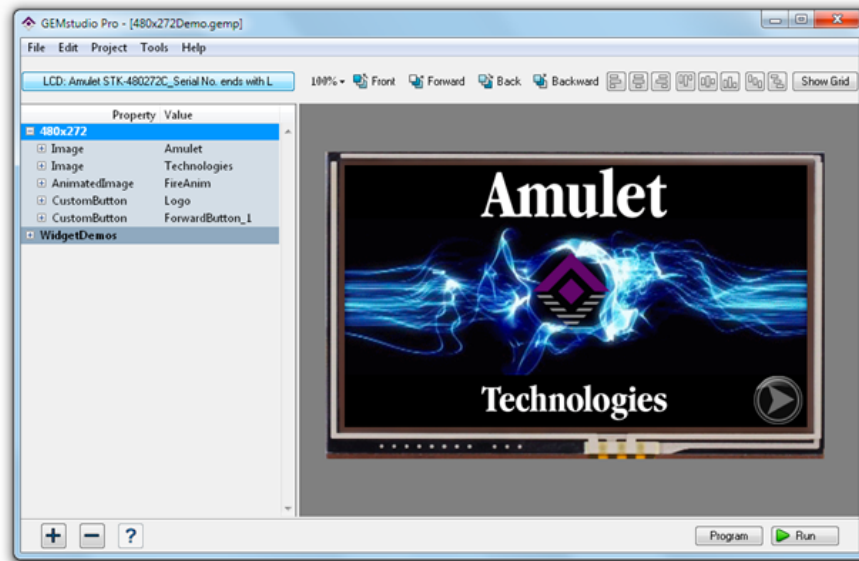 GEMstudio Pro - [480x272Demo.gemp]
File Edit Project Tools Help
LCD: Amulet STK-480272C_Serial No. ends with L
100% Front Forward Back Backward Show Grid
Property Value
480x272
Image Amulet
Image Technologies
AnimatedImage FireAnim
CustomButton Logo
CustomButton ForwardButton_1
WidgetDemos
Amulet
Technologies
Program Run